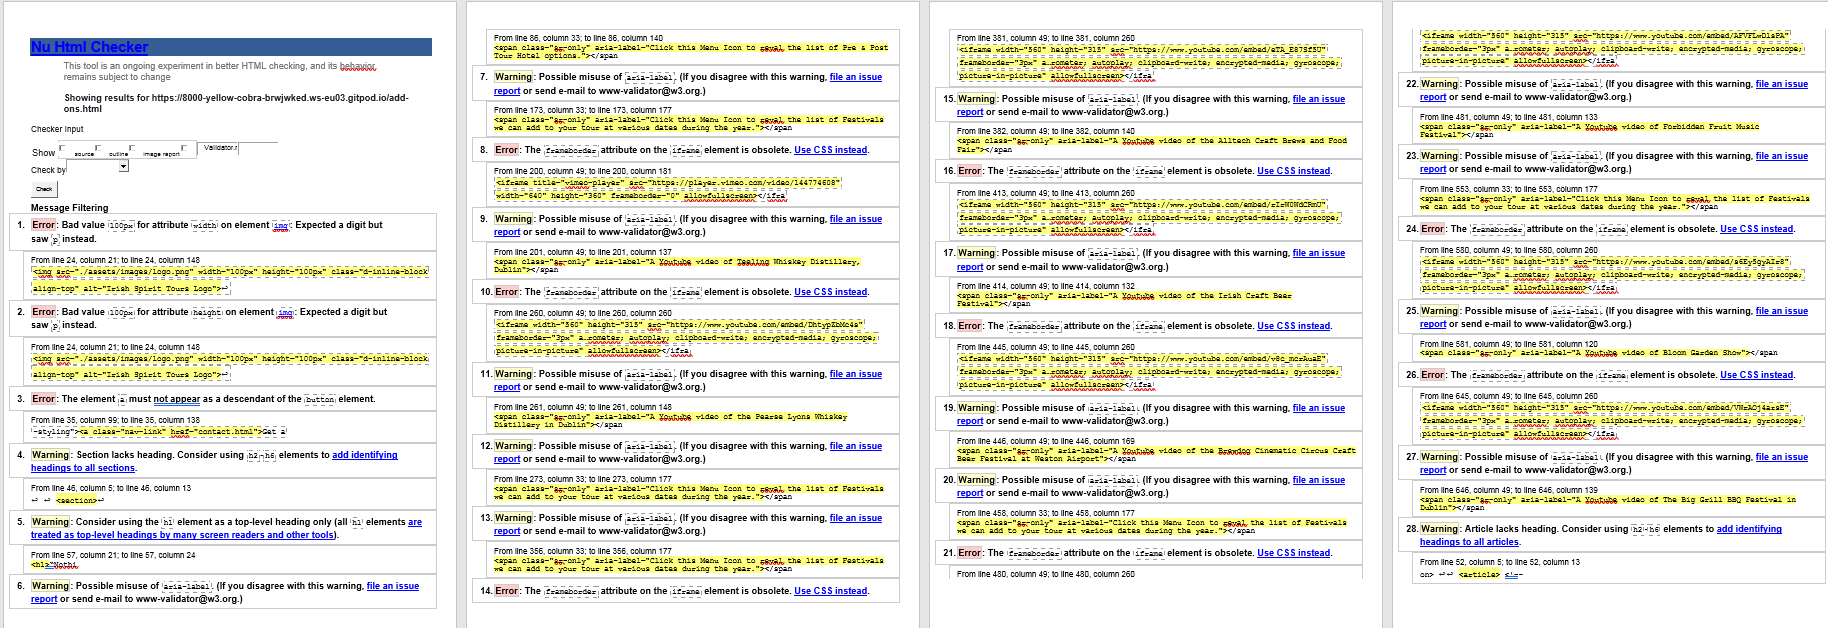 Nu Html Checker
This tool is an ongoing experiment in better HTML checking, and its behavior
remains subject to change
Showing results for https://8000-yellow-cobra-brwjwked.ws-eu03.gitpod.io/add-
ons.html
Checker Input
Show source outline image report
Check by
Check
Message Filtering
1. Error: Bad value 100px for attribute width on element img: Expected a digit but
saw p instead.
From line 24, column 21; to line 24, column 148
<img src="./assets/images/logo.png" width="100px" height="100px" class="d-inline-block
align-top" alt="Irish Spirit Tours Logo">↩
2. Error: Bad value 100px for attribute height on element img: Expected a digit but
saw p instead.
From line 24, column 21; to line 24, column 148
<img src="./assets/images/logo.png" width="100px" height="100px" class="d-inline-block
align-top" alt="Irish Spirit Tours Logo">↩
3. Error: The element a must not appear as a descendant of the button element.
From line 35, column 99; to line 35, column 138
-styling"><a class="nav-link" href="contact.html">Get a
4. Warning: Section lacks heading. Consider using h2-h6 elements to add identifying
headings to all sections.
From line 46, column 5; to line 46, column 13
↩ ↩ <section>↩
5. Warning: Consider using the h1 element as a top-level heading only (all h1 elements are
treated as top-level headings by many screen readers and other tools).
From line 57, column 21; to line 57, column 24
<h1>"Nothi
6. Warning: Possible misuse of aria-label. (If you disagree with this warning, file an issue
report or send e-mail to www-validator@w3.org.)
From line 86, column 33; to line 86, column 140
<span class="sr-only" aria-label="Click this Menu Icon to reveal the list of Pre & Post
Tour Hotel options."></span
7. Warning: Possible misuse of aria-label. (If you disagree with this warning, file an issue
report or send e-mail to www-validator@w3.org.)
From line 173, column 33; to line 173, column 177
<span class="sr-only" aria-label="Click this Menu Icon to reveal the list of Festivals
we can add to your tour at various dates during the year."></span
8. Error: The frameborder attribute on the iframe element is obsolete. Use CSS instead.
From line 200, column 49; to line 200, column 181
<iframe title="vimeo-player" src="https://player.vimeo.com/video/144774608"
width="640" height="360" frameborder="0" allowfullscreen></ifra
9. Warning: Possible misuse of aria-label. (If you disagree with this warning, file an issue
report or send e-mail to www-validator@w3.org.)
From line 201, column 49; to line 201, column 137
<span class="sr-only" aria-label="A Youtube video of Teeling Whiskey Distillery,
Dublin"></span
10. Error: The frameborder attribute on the iframe element is obsolete. Use CSS instead.
From line 260, column 49; to line 260, column 260
<iframe width="560" height="315" src="https://www.youtube.com/embed/
frameborder="3px" a.rometer; autoplay; clipboard-write; encrypted-media; gyroscope;
picture-in-picture" allowfullscreen></ifra
11. Warning: Possible misuse of aria-label. (If you disagree with this warning, file an issue
report or send e-mail to www-validator@w3.org.)
From line 261, column 49; to line 261, column 148
<span class="sr-only" aria-label="A Youtube video of the Pearse Lyons Whiskey
Distillery in Dublin"></span
12. Warning: Possible misuse of aria-label. (If you disagree with this warning, file an issue
report or send e-mail to www-validator@w3.org.)
From line 273, column 33; to line 273, column 177
<span class="sr-only" aria-label="Click this Menu Icon to reveal the list of Festivals
we can add to your tour at various dates during the year."></span
13. Warning: Possible misuse of aria-label. (If you disagree with this warning, file an issue
report or send e-mail to www-validator@w3.org.)
From line 356, column 33; to line 356, column 177
<span class="sr-only" aria-label="Click this Menu Icon to reveal the list of Festivals
we can add to your tour at various dates during the year."></span
14. Error: The frameborder attribute on the iframe element is obsolete. Use CSS instead.
From line 381, column 49; to line 381, column 260
<iframe width="560" height="315" src="https://www.youtube.com/embed/
frameborder="3px" a.rometer; autoplay; clipboard-write; encrypted-media; gyroscope;
picture-in-picture" allowfullscreen></ifra
15. Warning: Possible misuse of aria-label. (If you disagree with this warning, file an issue
report or send e-mail to www-validator@w3.org.)
From line 382, column 49; to line 382, column 140
<span class="sr-only" aria-label="A Youtube video of the Alltech Craft Brews and Food
Fair"></span
16. Error: The frameborder attribute on the iframe element is obsolete. Use CSS instead.
From line 413, column 49; to line 413, column 260
<iframe width="560" height="315" src="https://www.youtube.com/embed/
frameborder="3px" a.rometer; autoplay; clipboard-write; encrypted-media; gyroscope;
picture-in-picture" allowfullscreen></ifra
17. Warning: Possible misuse of aria-label. (If you disagree with this warning, file an issue
report or send e-mail to www-validator@w3.org.)
From line 414, column 49; to line 414, column 132
<span class="sr-only" aria-label="A Youtube video of the Irish Craft Beer
Festival"></span
18. Error: The frameborder attribute on the iframe element is obsolete. Use CSS instead.
From line 445, column 49; to line 445, column 260
<iframe width="560" height="315" src="https://www.youtube.com/embed/
frameborder="3px" a.rometer; autoplay; clipboard-write; encrypted-media; gyroscope;
picture-in-picture" allowfullscreen></ifra
19. Warning: Possible misuse of aria-label. (If you disagree with this warning, file an issue
report or send e-mail to www-validator@w3.org.)
From line 446, column 49; to line 446, column 169
<span class="sr-only" aria-label="A Youtube video of the Cinematic Circus Craft
Beer Festival at Weston Airport"></span
20. Warning: Possible misuse of aria-label. (If you disagree with this warning, file an issue
report or send e-mail to www-validator@w3.org.)
From line 458, column 33; to line 458, column 177
<span class="sr-only" aria-label="Click this Menu Icon to reveal the list of Festivals
we can add to your tour at various dates during the year."></span
21. Error: The frameborder attribute on the iframe element is obsolete. Use CSS instead.
From line 480, column 49; to line 480, column 260
<iframe width="560" height="315" src="https://www.youtube.com/embed/
frameborder="3px" a.rometer; autoplay; clipboard-write; encrypted-media; gyroscope;
picture-in-picture" allowfullscreen></ifra
22. Warning: Possible misuse of aria-label. (If you disagree with this warning, file an issue
report or send e-mail to www-validator@w3.org.)
From line 481, column 49; to line 481, column 133
<span class="sr-only" aria-label="A Youtube video of Forbidden Fruit Music
Festival"></span
23. Warning: Possible misuse of aria-label. (If you disagree with this warning, file an issue
report or send e-mail to www-validator@w3.org.)
From line 553, column 33; to line 553, column 177
<span class="sr-only" aria-label="Click this Menu Icon to reveal the list of Festivals
we can add to your tour at various dates during the year."></span
24. Error: The frameborder attribute on the iframe element is obsolete. Use CSS instead.
From line 580, column 49; to line 580, column 260
<iframe width="560" height="315" src="https://www.youtube.com/embed/
frameborder="3px" a.rometer; autoplay; clipboard-write; encrypted-media; gyroscope;
picture-in-picture" allowfullscreen></ifra
25. Warning: Possible misuse of aria-label. (If you disagree with this warning, file an issue
report or send e-mail to www-validator@w3.org.)
From line 581, column 49; to line 581, column 120
<span class="sr-only" aria-label="A Youtube video of Bloom Garden Show"></span
26. Error: The frameborder attribute on the iframe element is obsolete. Use CSS instead.
From line 645, column 49; to line 645, column 260
<iframe width="560" height="315" src="https://www.youtube.com/embed/
frameborder="3px" a.rometer; autoplay; clipboard-write; encrypted-media; gyroscope;
picture-in-picture" allowfullscreen></ifra
27. Warning: Possible misuse of aria-label. (If you disagree with this warning, file an issue
report or send e-mail to www-validator@w3.org.)
From line 646, column 49; to line 646, column 139
<span class="sr-only" aria-label="A Youtube video of The Big Grill BBQ Festival in
Dublin"></span
28. Warning: Article lacks heading. Consider using h2-h6 elements to add identifying
headings to all articles.
From line 52, column 5; to line 52, column 13
on> ↩↩ <article> <!--